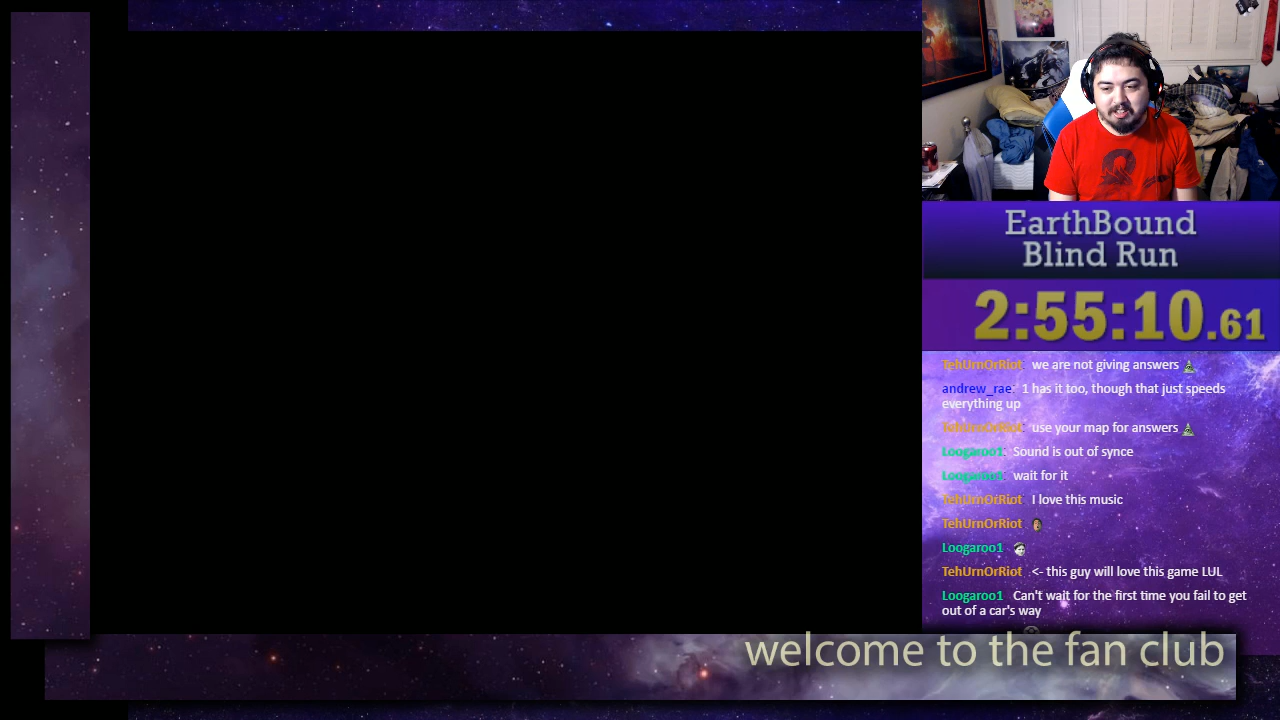 EarthBound
Blind Run
2:55:10.61
TehUrnOrRiot: we are not giving answers
andrew_rae: 1 has it too, though that just speeds
everything up
TehUrnOrRiot: use your map for answers
Loogaroo1: Sound is out of synce
Loogaroo1: wait for it
TehUrnOrRiot: I love this music
TehUrnOrRiot
Loogaroo1
TehUrnOrRiot <- this guy will love this game LUL
Loogaroo1 Can't wait for the first time you fail to get
out of a car's way
welcome to the fan club